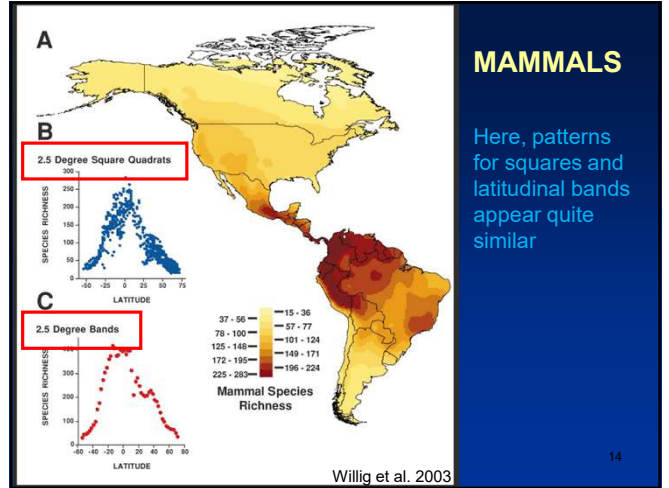 A
B
2.5 Degree Square Quadrats
SPECIES RICHNESS
300
250
200
150
100
50
0
-50 -25 0 25 50 75
LATITUDE
C
2.5 Degree Bands
SPECIES RICHNESS
400
300
200
100
0
-60 -40 -20 0 20 40 60 80
LATITUDE
15 - 36
37 - 56
57 - 77
78 - 100
101 - 124
125 - 148
149 - 171
172 - 195
196 - 224
225 - 283
Mammal Species
Richness
Willig et al. 2003
MAMMALS
Here, patterns
for squares and
latitudinal bands
appear quite
similar
14